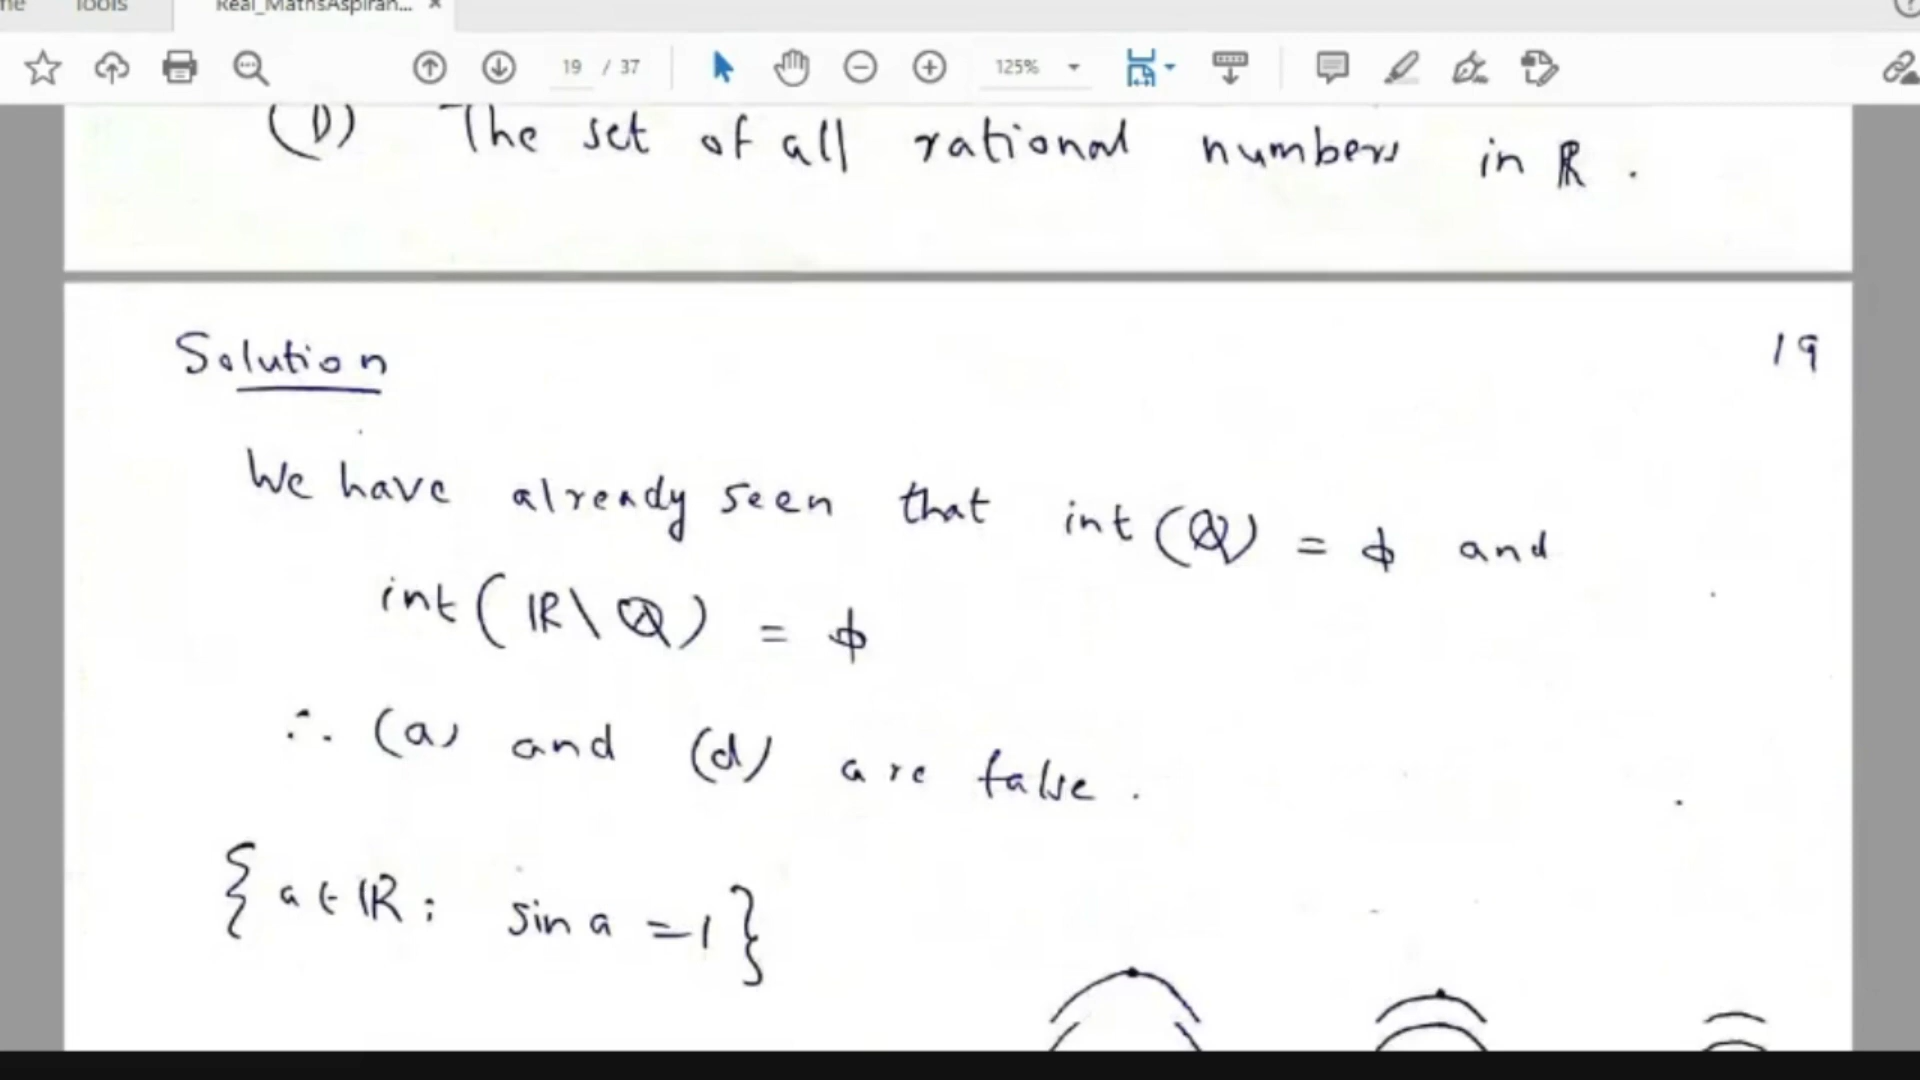 Tools
Real_MathsAspiran... ×
19 / 37
125%
(D) The set of all rational numbers in ℝ.
Solution
19
We have already seen that int (ℚ) = ϕ and
int (ℝ\ℚ) = ϕ
∴ (a) and (d) are false.
{a ∈ ℝ : sin a = 1}